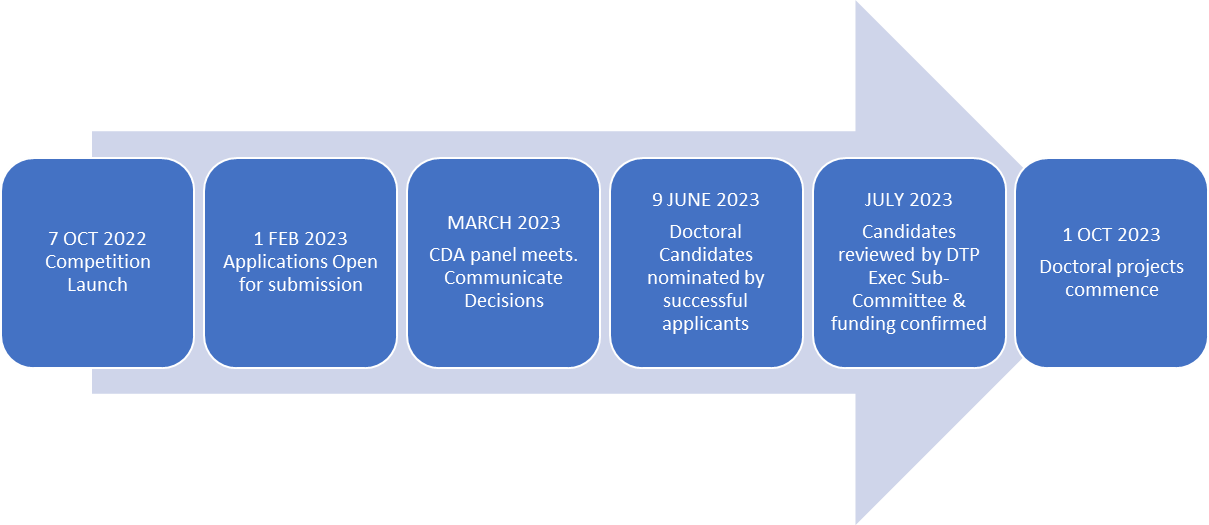 7 OCT 2022
Competition
Launch
1 FEB 2023
Applications Open
for submission
MARCH 2023
CDA panel meets.
Communicate
Decisions
9 JUNE 2023
Doctoral
Candidates
nominated by
successful
applicants
JULY 2023
Candidates
reviewed by DTP
Exec Sub-
Committee &
funding confirmed
1 OCT 2023
Doctoral projects
commence